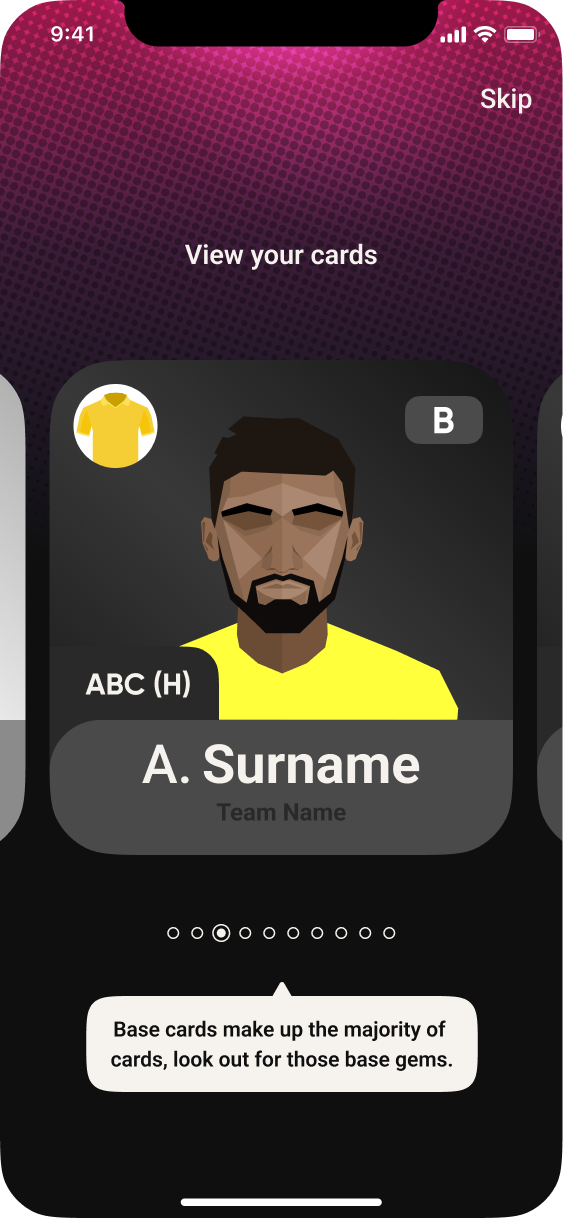 9:41
Skip
View your cards
B
ABC (H)
A. Surname
Team Name
Base cards make up the majority of
cards, look out for those base gems.